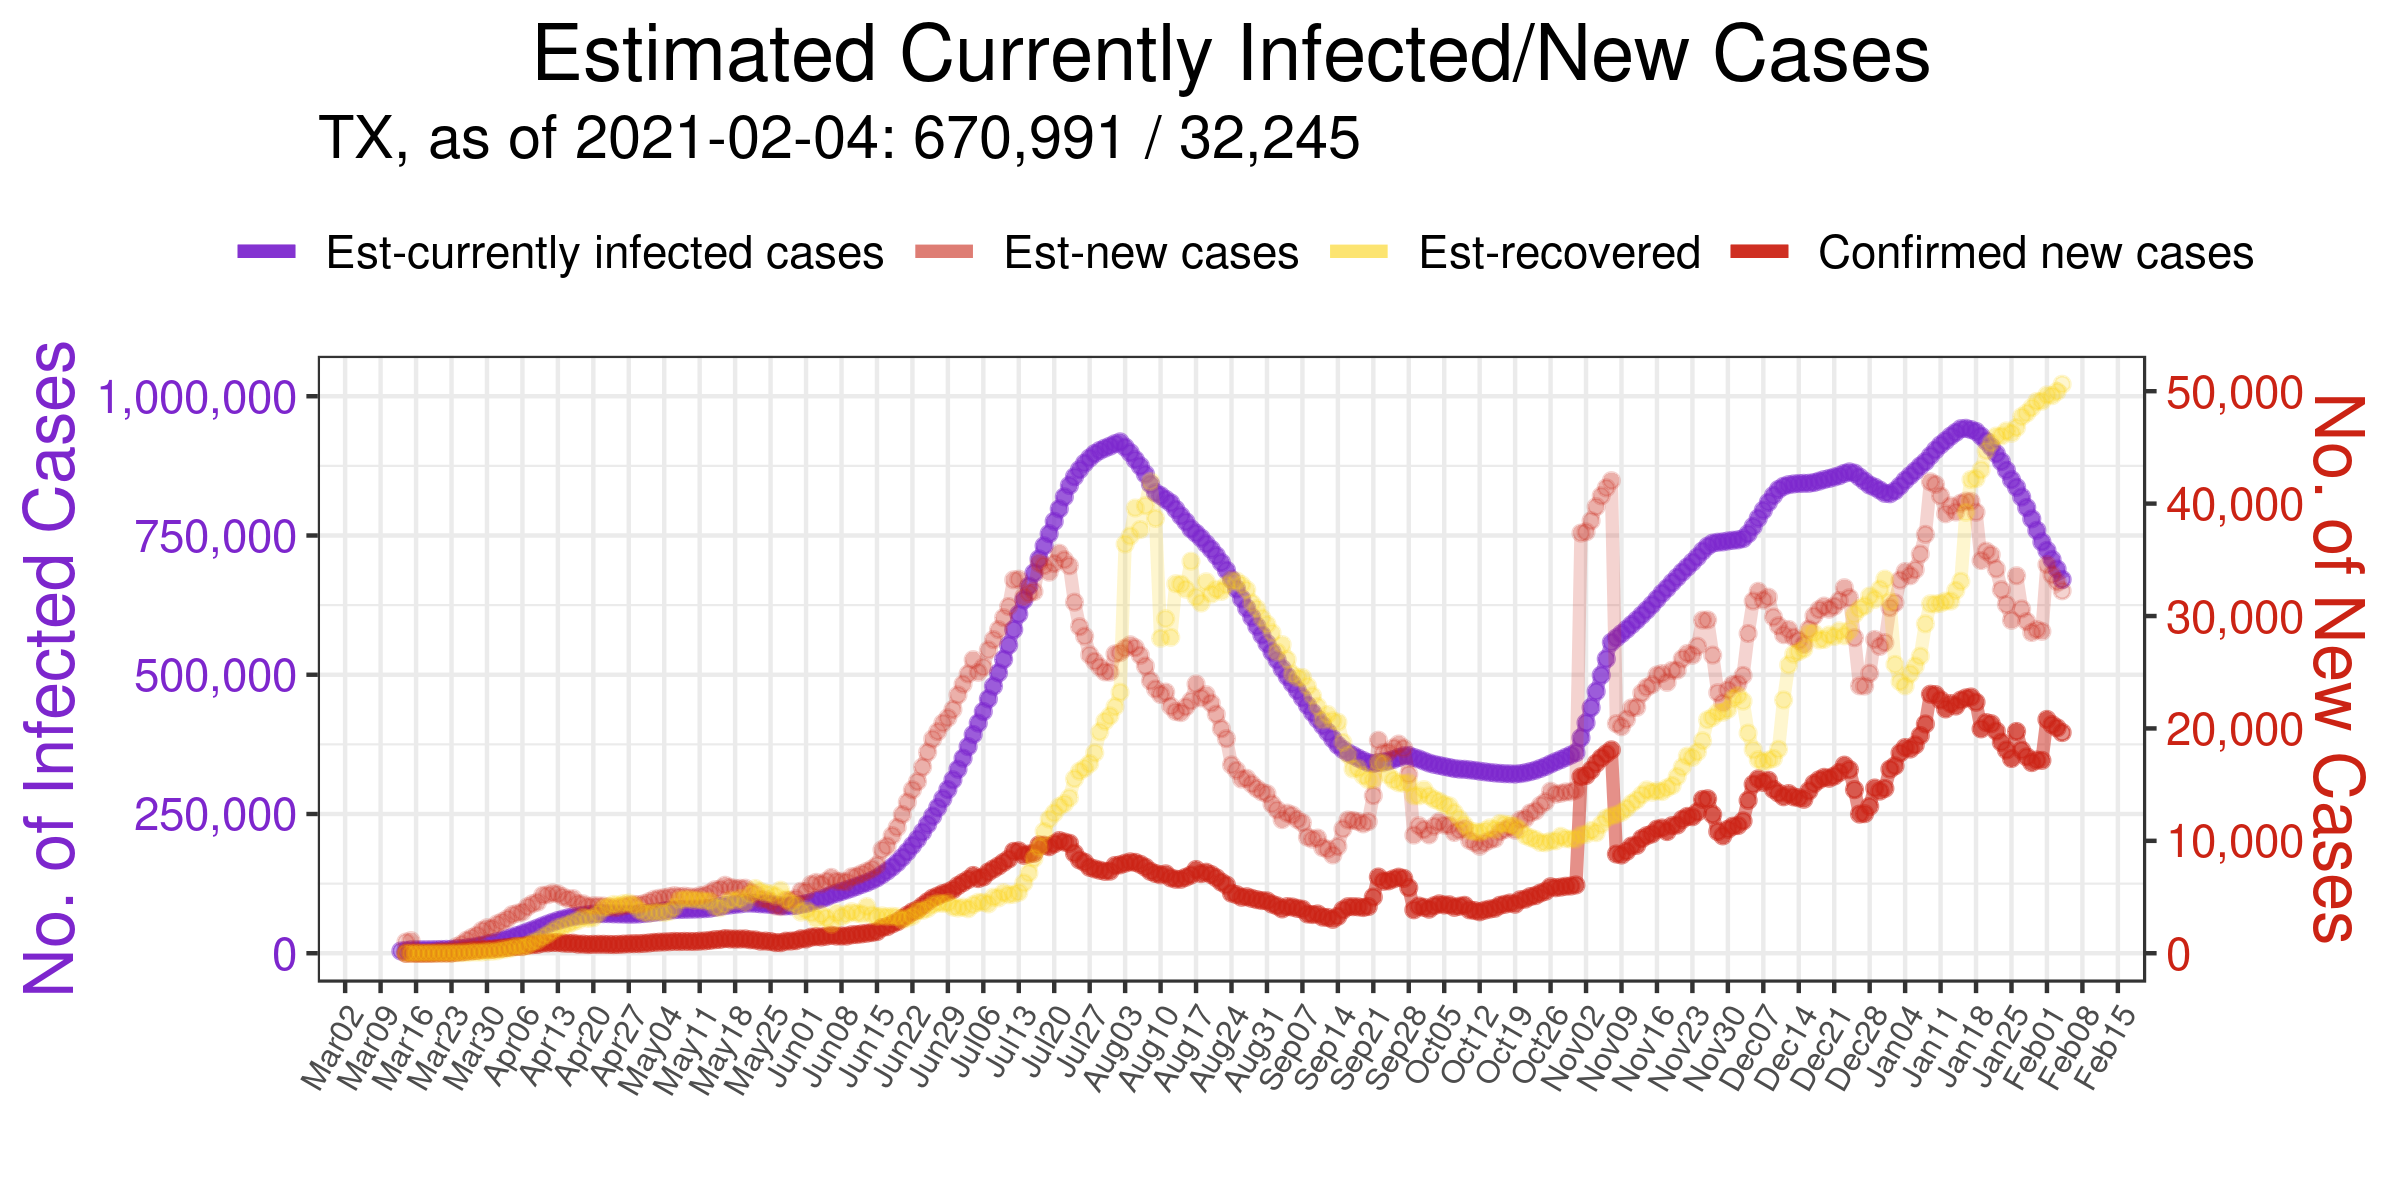 Estimated Currently Infected/New Cases
TX, as of 2021-02-04: 670,991 / 32,245
Est-currently infected cases Est-new cases Est-recovered Confirmed new cases
No. of Infected Cases
1,000,000
750,000
500,000
250,000
0
50,000
40,000
30,000
20,000
10,000
0
No. of New Cases
Mar02 Mar09 Mar16 Mar23 Mar30 Apr06 Apr13 Apr20 Apr27 May04 May11 May18 May25 Jun01 Jun08 Jun15 Jun22 Jun29 Jul06 Jul13 Jul20 Jul27 Aug03 Aug10 Aug17 Aug24 Aug31 Sep07 Sep14 Sep21 Sep28 Oct05 Oct12 Oct19 Oct26 Nov02 Nov09 Nov16 Nov23 Nov30 Dec07 Dec14 Dec21 Dec28 Jan04 Jan11 Jan18 Jan25 Feb01 Feb08 Feb15